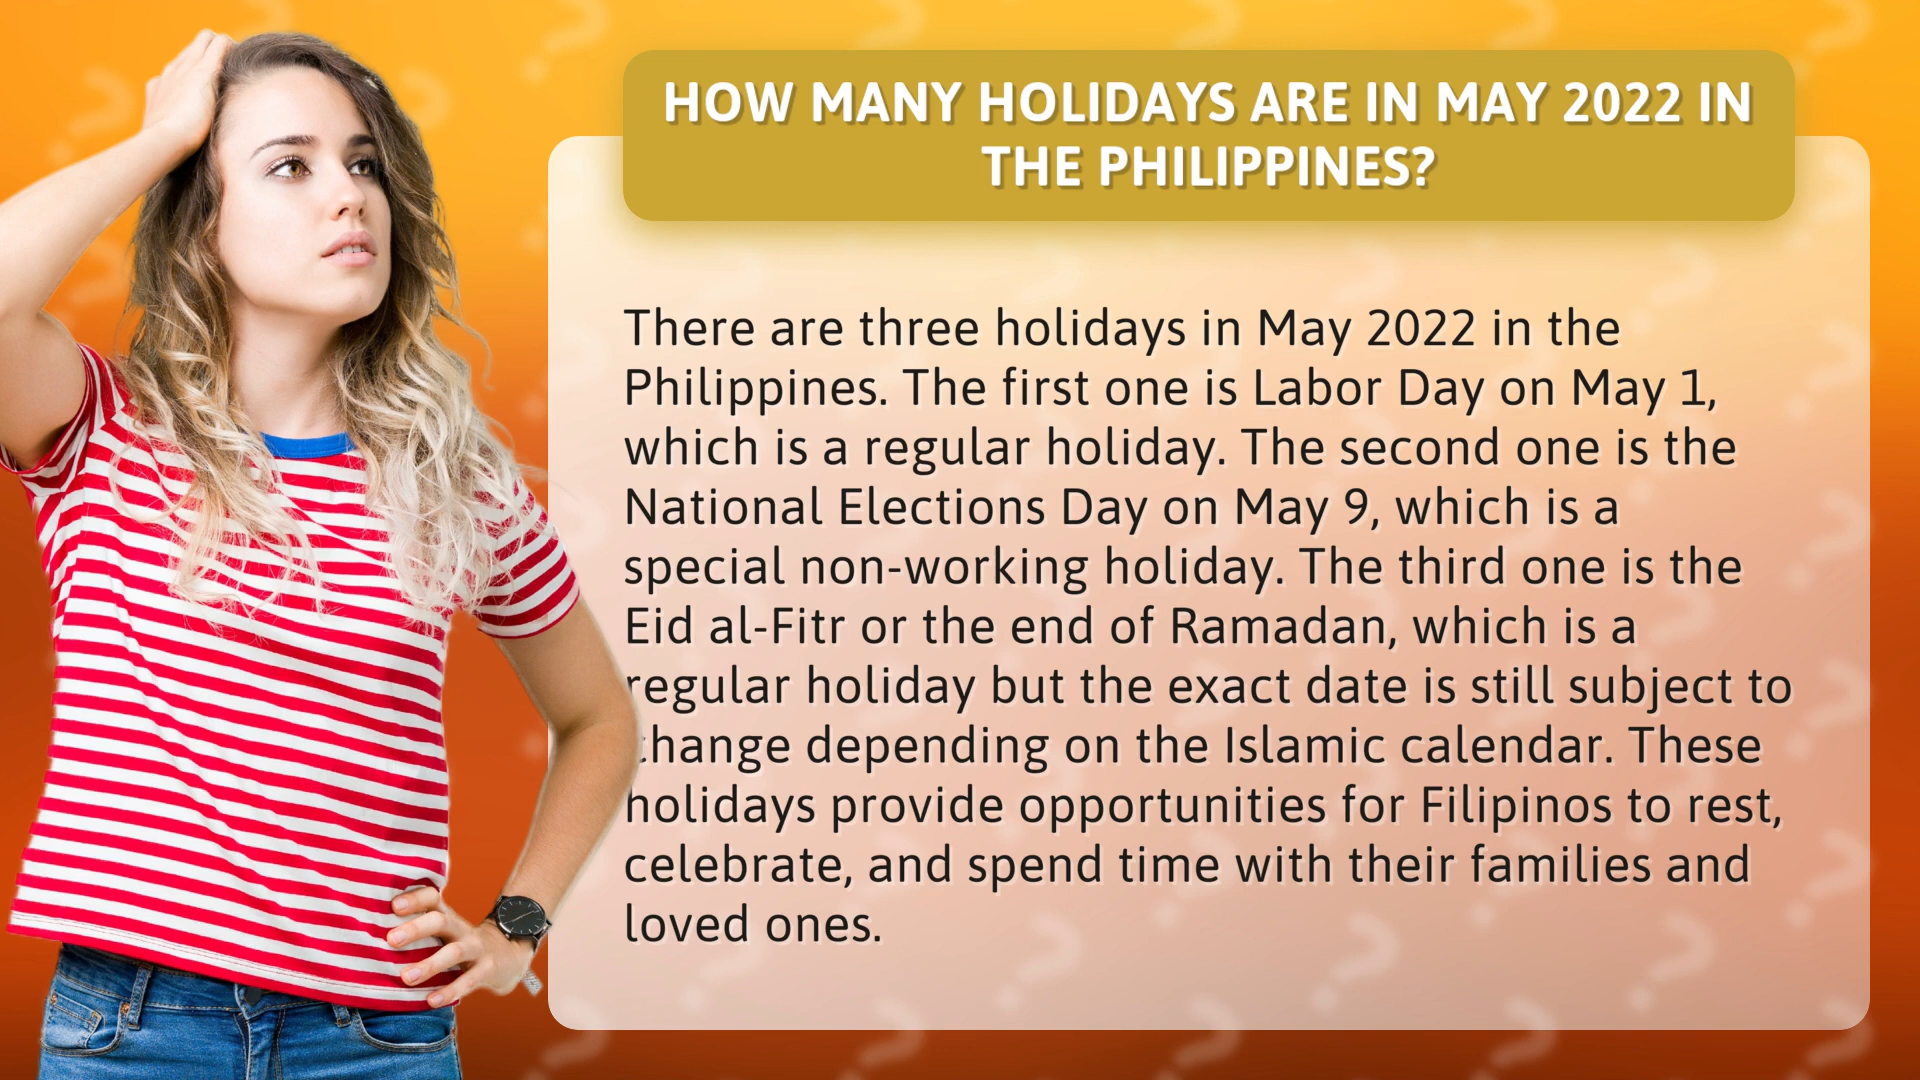 HOW MANY HOLIDAYS ARE IN MAY 2022 IN
THE PHILIPPINES?
There are three holidays in May 2022 in the
Philippines. The first one is Labor Day on May 1,
which is a regular holiday. The second one is the
National Elections Day on May 9, which is a
special non-working holiday. The third one is the
Eid al-Fitr or the end of Ramadan, which is a
regular holiday but the exact date is still subject to
change depending on the Islamic calendar. These
holidays provide opportunities for Filipinos to rest,
celebrate, and spend time with their families and
loved ones.